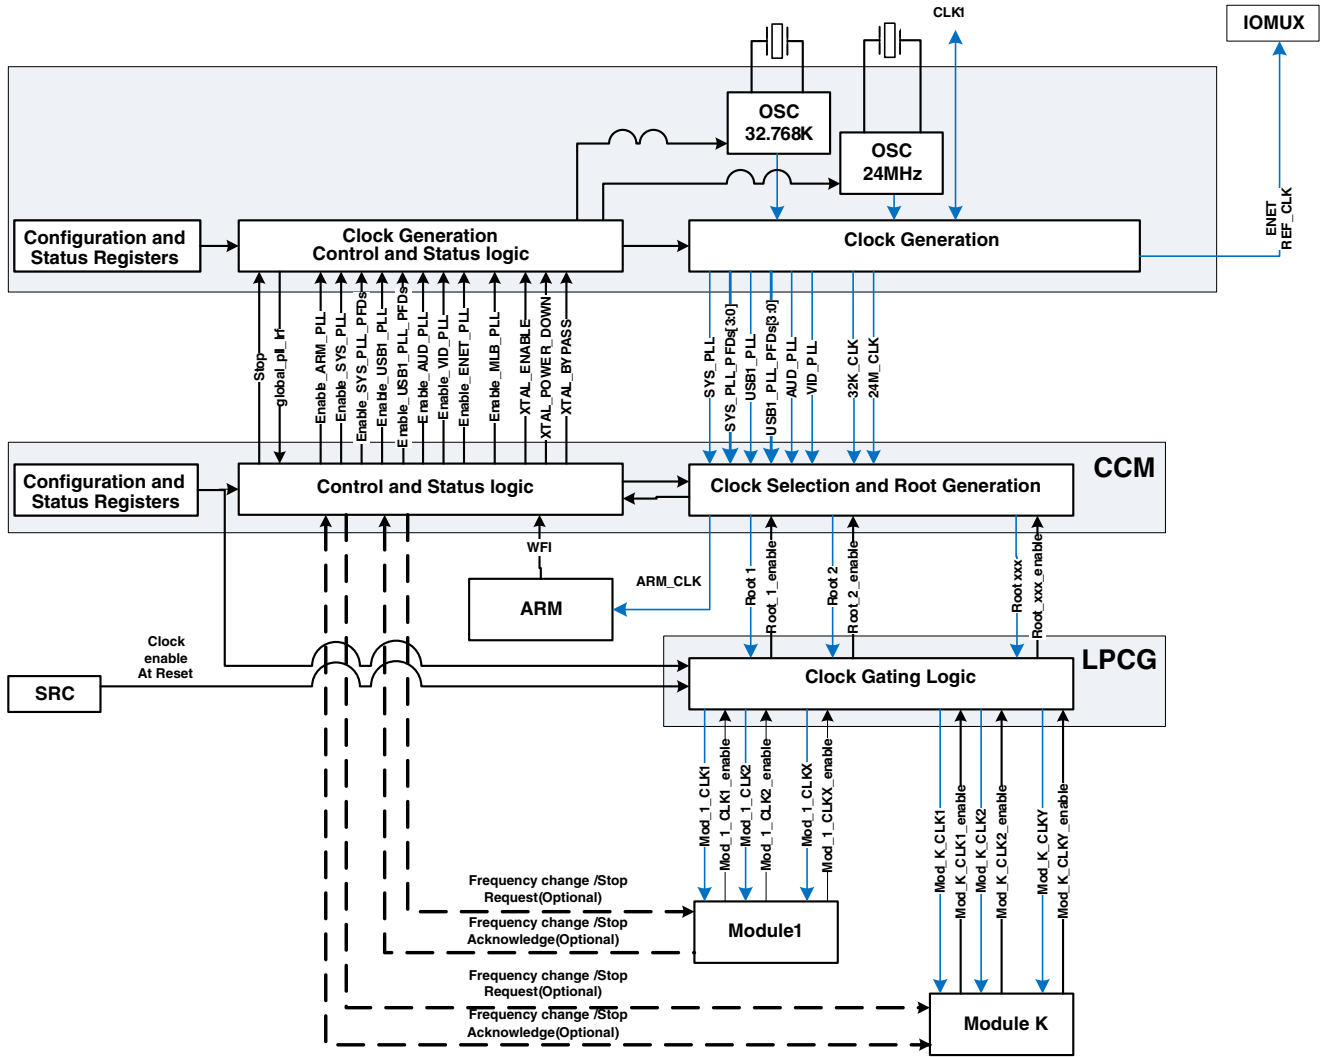 CLK1
IOMUX
OSC
32.768K
OSC
24MHz
ENET
REF_CLK
Configuration and
Status Registers
Clock Generation
Control and Status logic
Clock Generation
Stop
global_pll_lrf
Enable_ARM_PLL
Enable_SYS_PLL
Enable_SYS_PLL_PFDs
Enable_USB1_PLL
Enable_USB1_PLL_PFDs
Enable_AUD_PLL
Enable_VID_PLL
Enable_ENET_PLL
Enable_MLB_PLL
XTAL_ENABLE
XTAL_POWER_DOWN
XTAL_BYPASS
SYS_PLL
SYS_PLL_PFDs[3:0]
USB1_PLL
USB1_PLL_PFDs[3:0]
AUD_PLL
VID_PLL
32K_CLK
24M_CLK
CCM
Configuration and
Status Registers
Control and Status logic
Clock Selection and Root Generation
WFI
ARM
ARM_CLK
Root 1
Root_1_enable
Root 2
Root_2_enable
Root xxx
Root_xxx_enable
Clock
enable
At Reset
SRC
LPCG
Clock Gating Logic
Mod_1_CLK1
Mod_1_CLK1_enable
Mod_1_CLK2
Mod_1_CLK2_enable
Mod_1_CLKX
Mod_1_CLKX_enable
Mod_K_CLK1
Mod_K_CLK1_enable
Mod_K_CLK2
Mod_K_CLK2_enable
Mod_K_CLKY
Mod_K_CLKY_enable
Frequency change /Stop
Request(Optional)
Frequency change /Stop
Acknowledge(Optional)
Module1
Frequency change /Stop
Request(Optional)
Frequency change /Stop
Acknowledge(Optional)
Module K